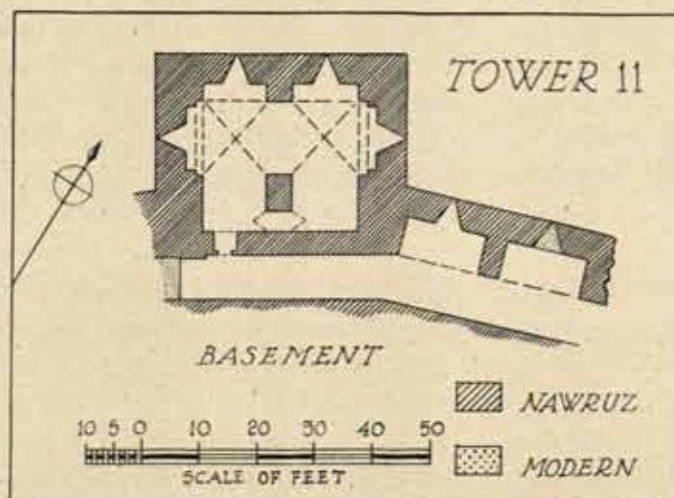 TOWER 11
BASEMENT
NAWRUZ
MODERN
10 5 0 10 20 30 40 50
SCALE OF FEET